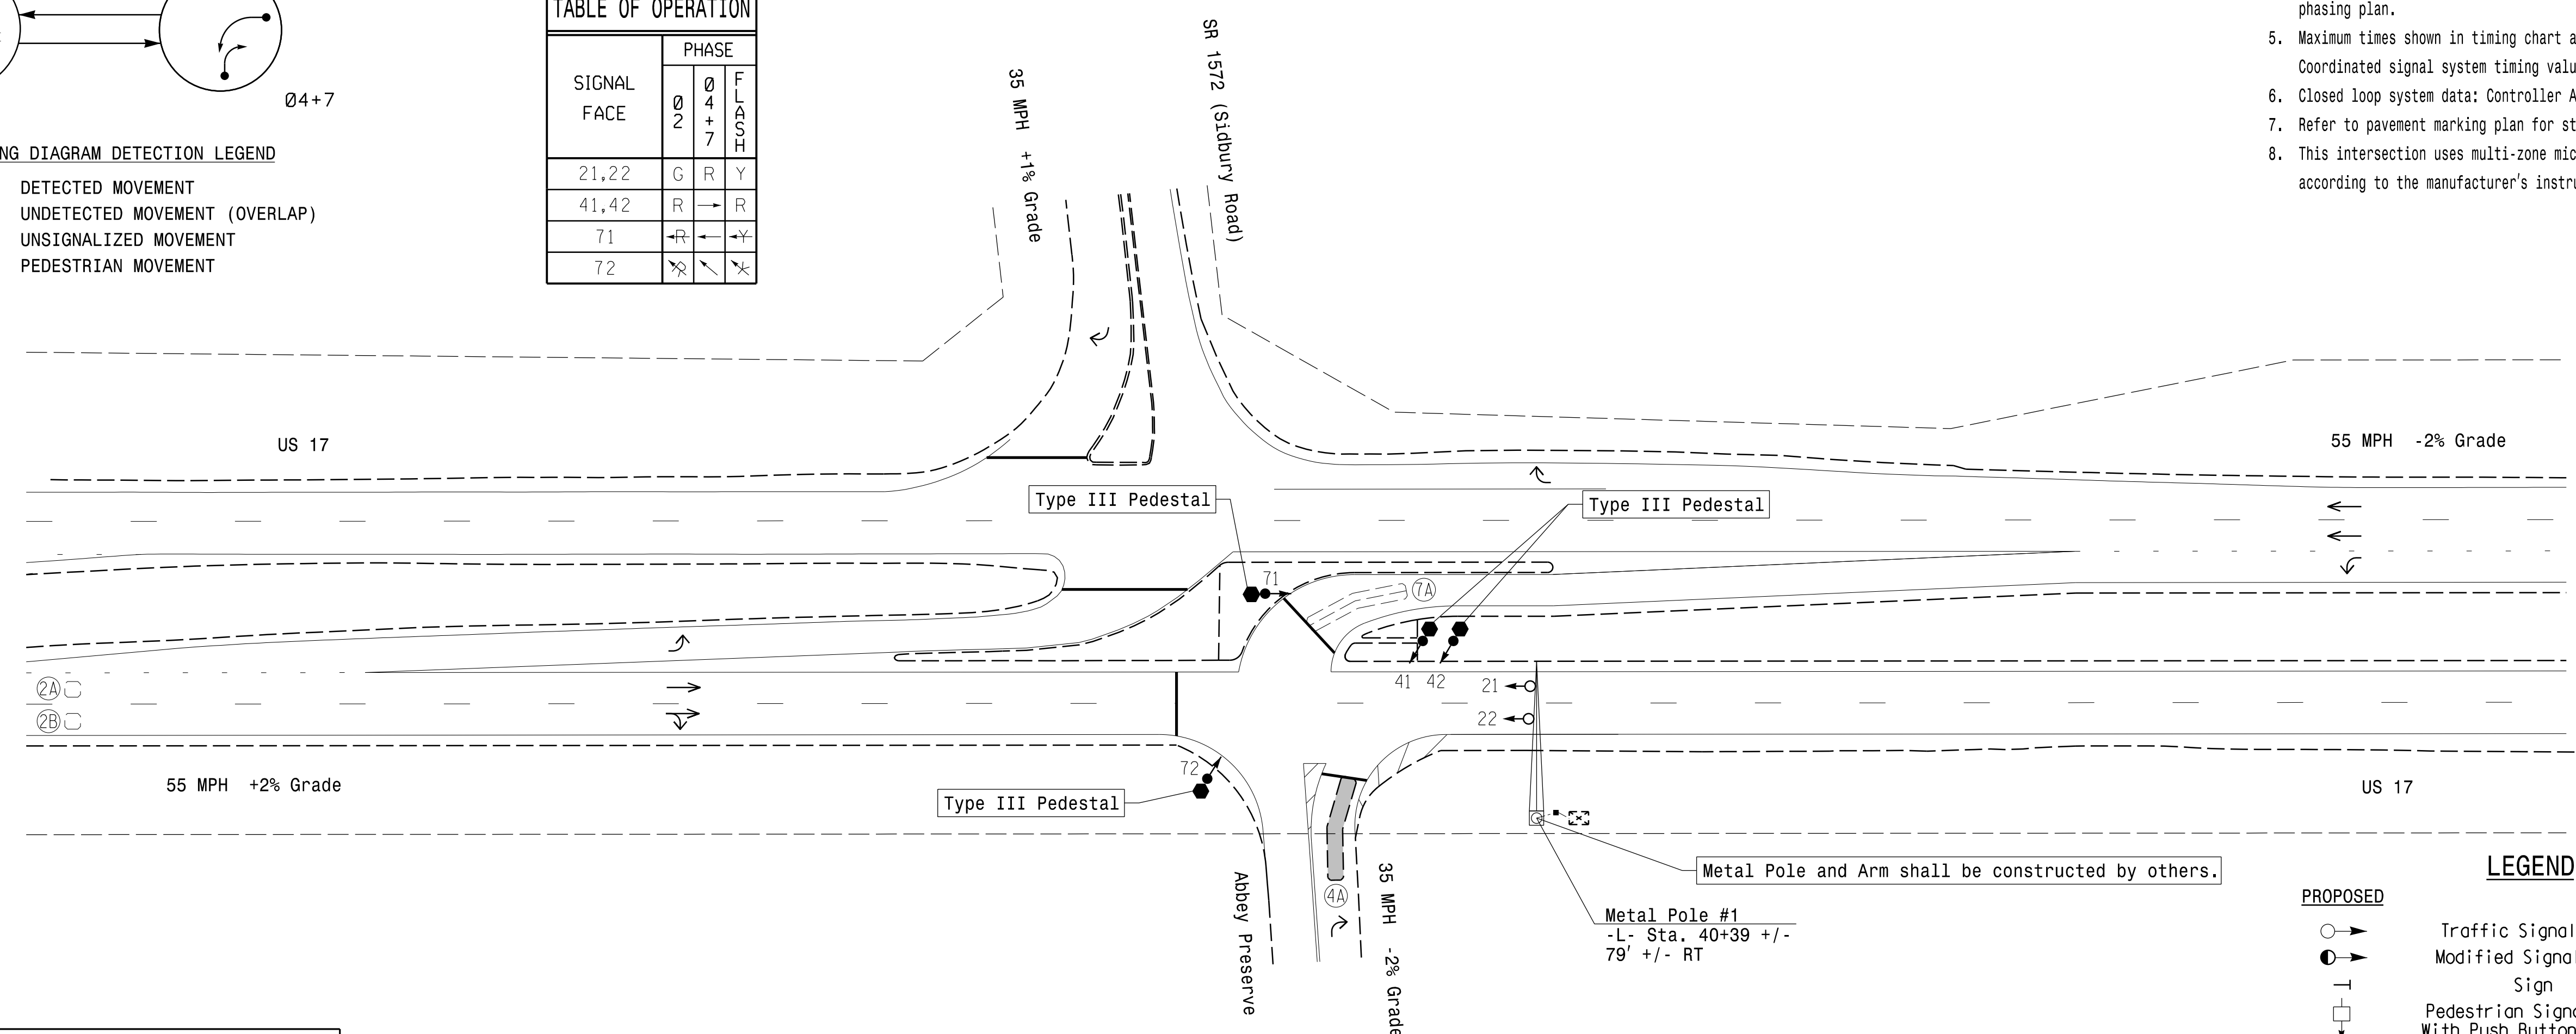 Ø4+7
NG DIAGRAM DETECTION LEGEND
DETECTED MOVEMENT
UNDETECTED MOVEMENT (OVERLAP)
UNSIGNALIZED MOVEMENT
PEDESTRIAN MOVEMENT
TABLE OF OPERATION
SIGNAL FACE
PHASE
Ø2
Ø4+7
FLASH
21,22 G R Y
41,42 R → R
71 ←R ← ←Y
72 ↖R ↖ ↖Y
phasing plan.
5. Maximum times shown in timing chart a
Coordinated signal system timing valu
6. Closed loop system data: Controller A
7. Refer to pavement marking plan for st
8. This intersection uses multi-zone mic
according to the manufacturer's instru
35 MPH +1% Grade
SR 1572 (Sidbury Road)
US 17
55 MPH -2% Grade
Type III Pedestal
Type III Pedestal
71
7A
41 42
21
22
2A
2B
72
Type III Pedestal
55 MPH +2% Grade
US 17
4A
Abbey Preserve
35 MPH -2% Grade
Metal Pole and Arm shall be constructed by others.
Metal Pole #1
-L- Sta. 40+39 +/-
79' +/- RT
LEGEND
PROPOSED
Traffic Signal
Modified Signal
Sign
Pedestrian Signa
With Push Button